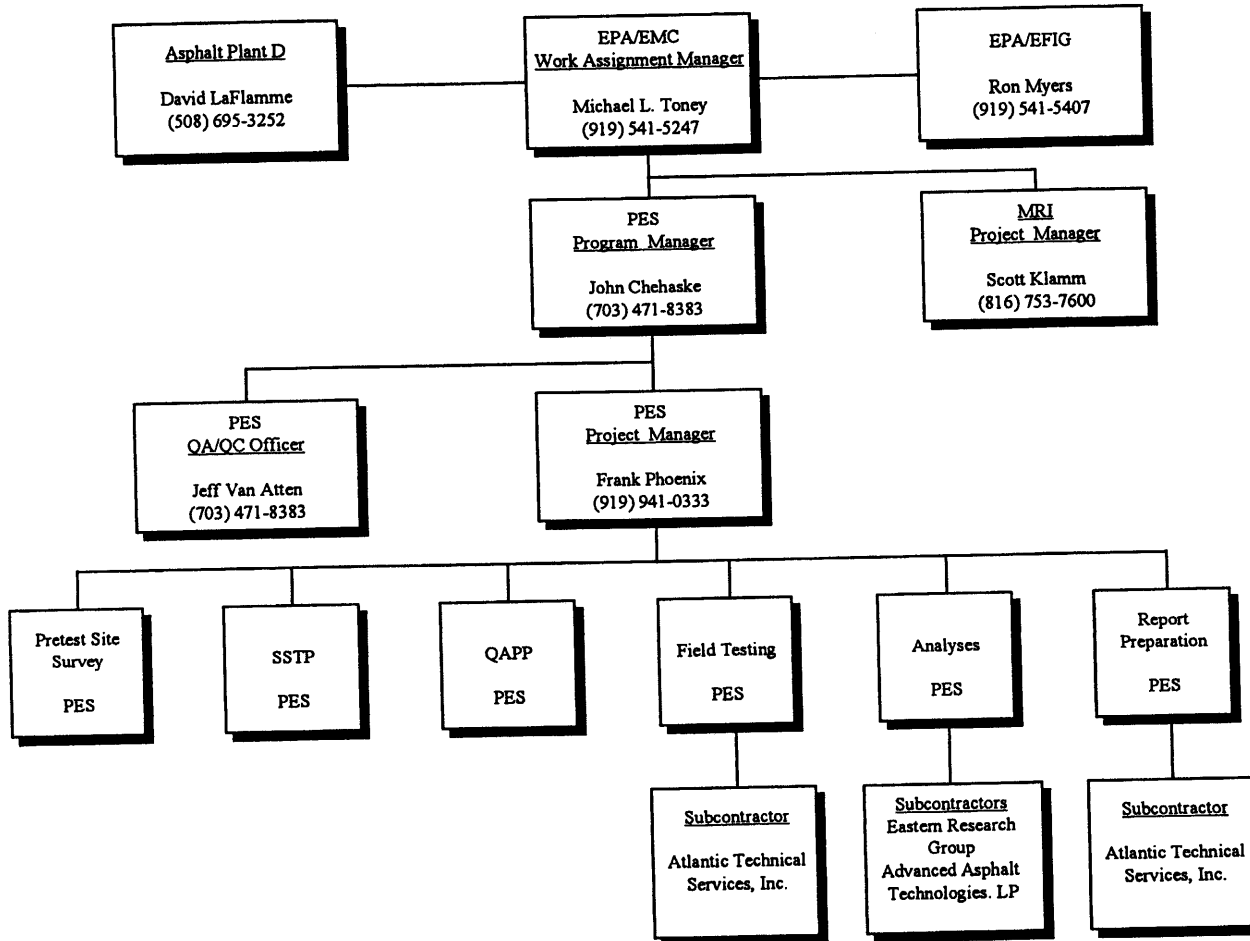 Asphalt Plant D
David LaFlamme
(508) 695-3252
EPA/EMC
Work Assignment Manager
Michael L. Toney
(919) 541-5247
EPA/EFIG
Ron Myers
(919) 541-5407
PES
Program Manager
John Chehaske
(703) 471-8383
MRI
Project Manager
Scott Klamm
(816) 753-7600
PES
QA/QC Officer
Jeff Van Atten
(703) 471-8383
PES
Project Manager
Frank Phoenix
(919) 941-0333
Pretest Site
Survey
PES
SSTP
PES
QAPP
PES
Field Testing
PES
Analyses
PES
Report
Preparation
PES
Subcontractor
Atlantic Technical
Services, Inc.
Subcontractors
Eastern Research
Group
Advanced Asphalt
Technologies. LP
Subcontractor
Atlantic Technical
Services, Inc.